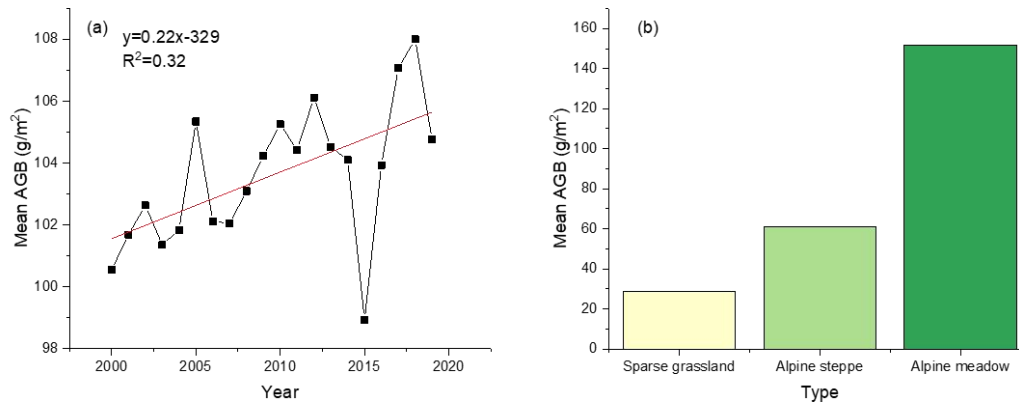 (a)
y=0.22x-329
R²=0.32
Mean AGB (g/m²)
108
106
104
102
100
98
2000
2005
2010
2015
2020
Year
(b)
Mean AGB (g/m²)
160
140
120
100
80
60
40
20
0
Sparse grassland
Alpine steppe
Alpine meadow
Type